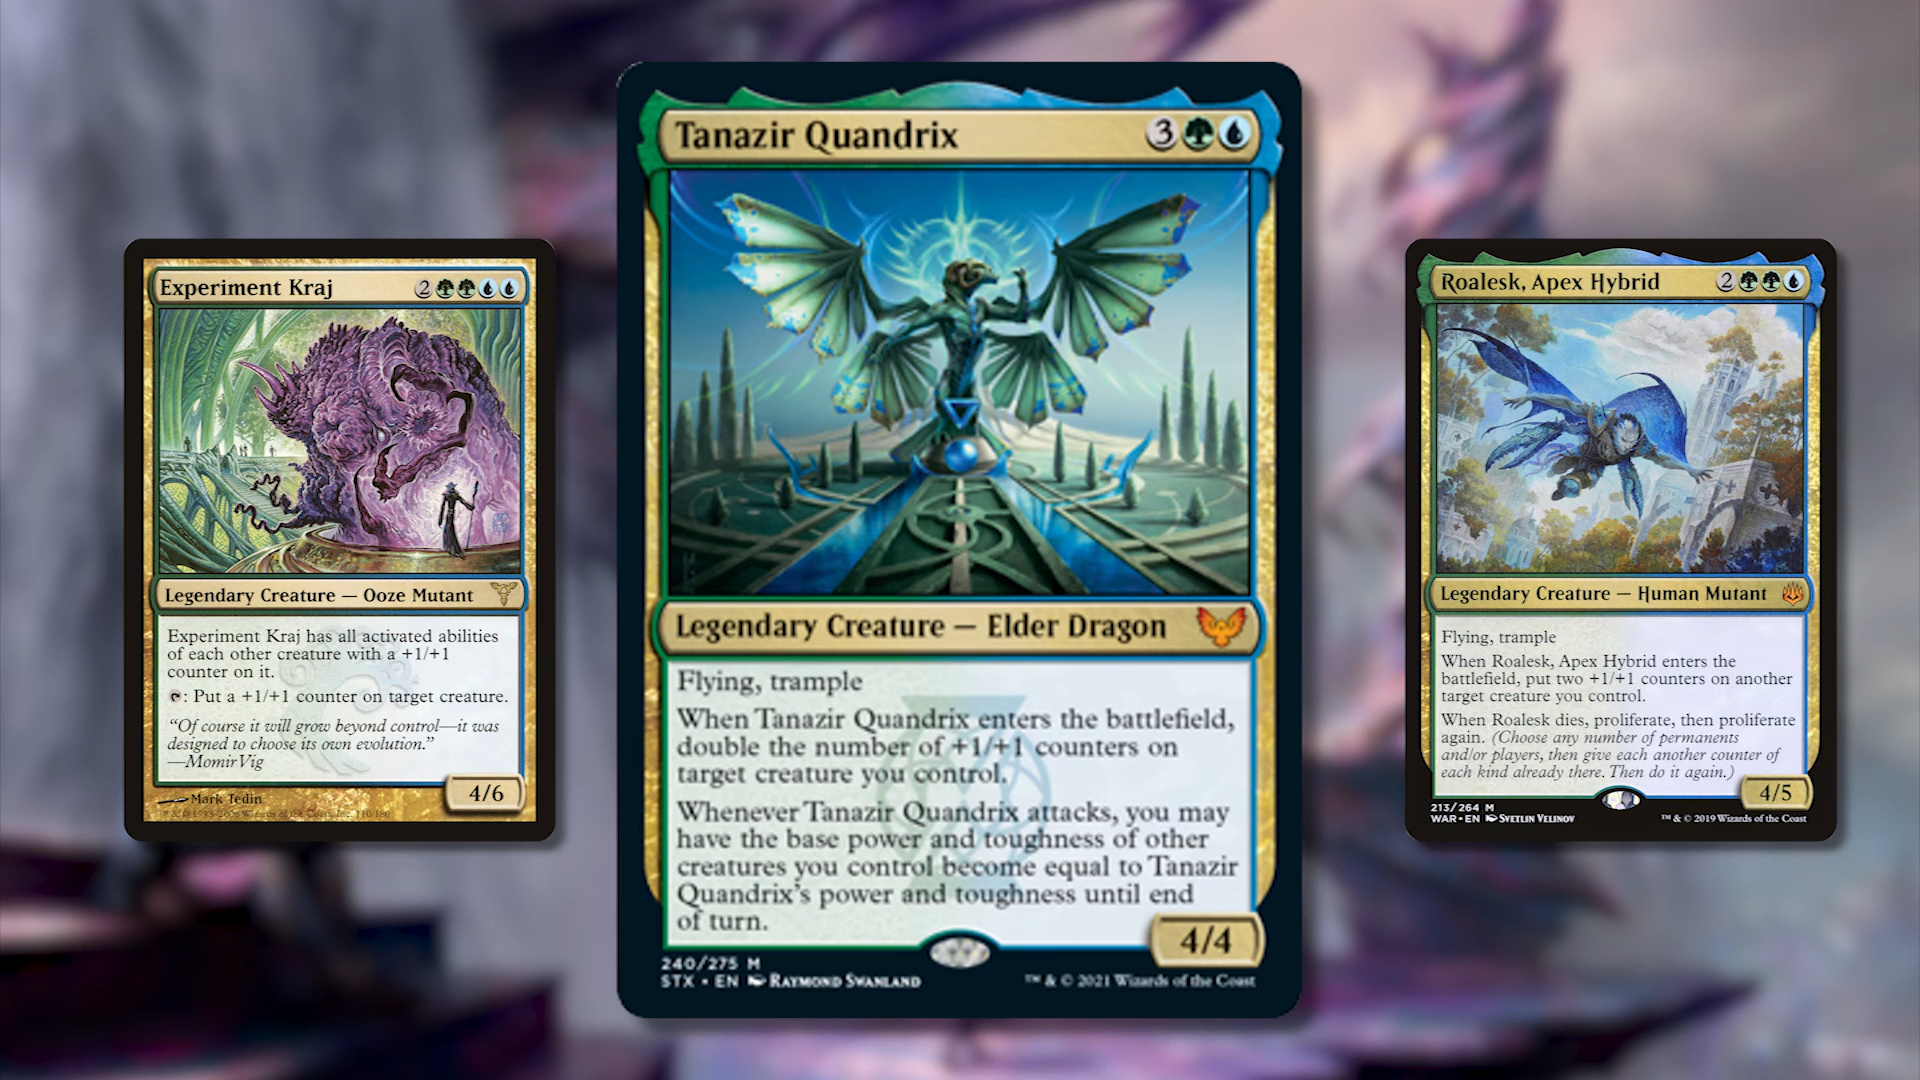 Experiment Kraj 2
Legendary Creature — Ooze Mutant
Experiment Kraj has all activated abilities
of each other creature with a +1/+1
counter on it.
: Put a +1/+1 counter on target creature.
“Of course it will grow beyond control—it was
designed to choose its own evolution.”
—Momir Vig
4/6
Mark Tedin
Tanazir Quandrix 3
Legendary Creature — Elder Dragon
Flying, trample
When Tanazir Quandrix enters the battlefield,
double the number of +1/+1 counters on
target creature you control.
Whenever Tanazir Quandrix attacks, you may
have the base power and toughness of other
creatures you control become equal to Tanazir
Quandrix’s power and toughness until end
of turn.
4/4
240/275 M
STX • EN Raymond Swanland ™ & © 2021 Wizards of the Coast
Roalesk, Apex Hybrid 2
Legendary Creature — Human Mutant
Flying, trample
When Roalesk, Apex Hybrid enters the
battlefield, put two +1/+1 counters on another
target creature you control.
When Roalesk dies, proliferate, then proliferate
again. (Choose any number of permanents
and/or players, then give each another counter of
each kind already there. Then do it again.)
4/5
213/264 M
WAR • EN Svetlin Velinov ™ & © 2019 Wizards of the Coast